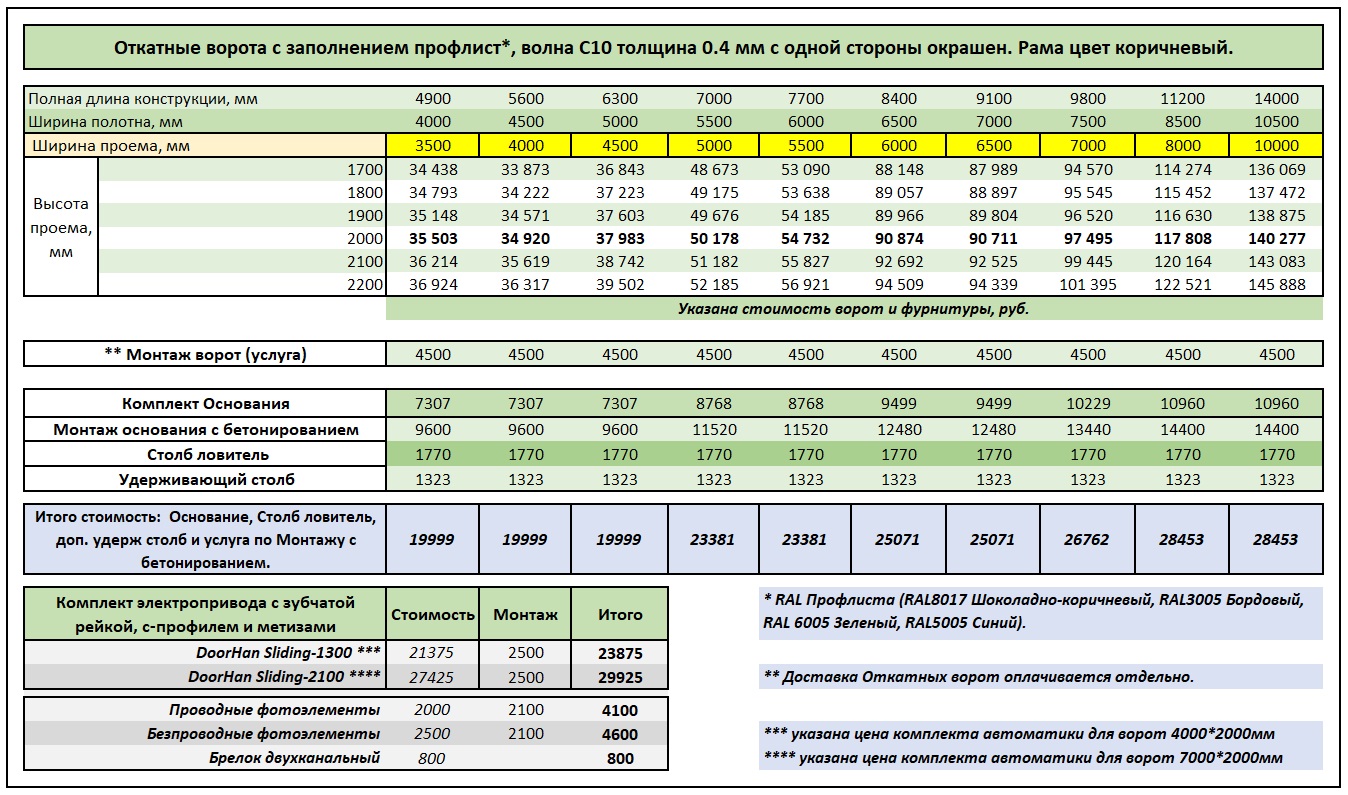 Откатные ворота с заполнением профлист*, волна С10 толщина 0.4 мм с одной стороны окрашен. Рама цвет коричневый.
Полная длина конструкции, мм 4900 5600 6300 7000 7700 8400 9100 9800 11200 14000
Ширина полотна, мм 4000 4500 5000 5500 6000 6500 7000 7500 8500 10500
Ширина проема, мм 3500 4000 4500 5000 5500 6000 6500 7000 8000 10000
Высота проема, мм
1700 34 438 33 873 36 843 48 673 53 090 88 148 87 989 94 570 114 274 136 069
1800 34 793 34 222 37 223 49 175 53 638 89 057 88 897 95 545 115 452 137 472
1900 35 148 34 571 37 603 49 676 54 185 89 966 89 804 96 520 116 630 138 875
2000 35 503 34 920 37 983 50 178 54 732 90 874 90 711 97 495 117 808 140 277
2100 36 214 35 619 38 742 51 182 55 827 92 692 92 525 99 445 120 164 143 083
2200 36 924 36 317 39 502 52 185 56 921 94 509 94 339 101 395 122 521 145 888
Указана стоимость ворот и фурнитуры, руб.
** Монтаж ворот (услуга) 4500 4500 4500 4500 4500 4500 4500 4500 4500 4500
Комплект Основания 7307 7307 7307 8768 8768 9499 9499 10229 10960 10960
Монтаж основания с бетонированием 9600 9600 9600 11520 11520 12480 12480 13440 14400 14400
Столб ловитель 1770 1770 1770 1770 1770 1770 1770 1770 1770 1770
Удерживающий столб 1323 1323 1323 1323 1323 1323 1323 1323 1323 1323
Итого стоимость: Основание, Столб ловитель,
доп. удерж столб и услуга по Монтажу с
бетонированием.
19999 19999 19999 23381 23381 25071 25071 26762 28453 28453
Комплект электропривода с зубчатой
рейкой, с-профилем и метизами
Стоимость Монтаж Итого
DoorHan Sliding-1300 *** 21375 2500 23875
DoorHan Sliding-2100 **** 27425 2500 29925
Проводные фотоэлементы 2000 2100 4100
Безпроводные фотоэлементы 2500 2100 4600
Брелок двухканальный 800 800
* RAL Профлиста (RAL8017 Шоколадно-коричневый, RAL3005 Бордовый,
RAL 6005 Зеленый, RAL5005 Синий).
** Доставка Откатных ворот оплачивается отдельно.
*** указана цена комплекта автоматики для ворот 4000*2000мм
**** указана цена комплекта автоматики для ворот 7000*2000мм